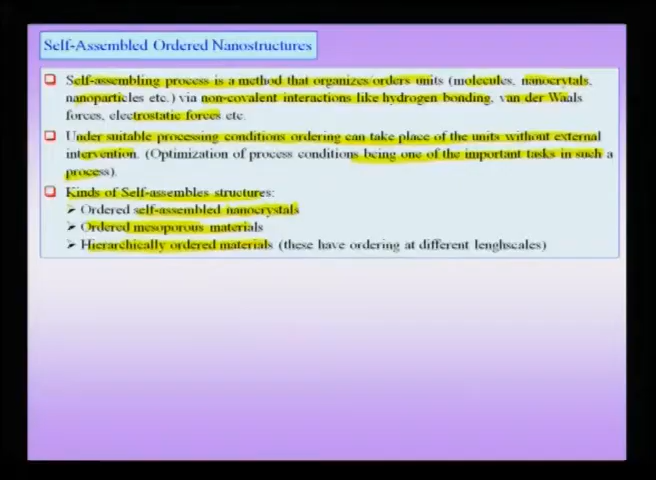 Self-Assembled Ordered Nanostructures
Self-assembling process is a method that organizes orders units (molecules, nanocrytals,
nanoparticles etc.) via non-covalent interactions like hydrogen bonding, van der Waals
forces, electrostatic forces etc.
Under suitable processing conditions ordering can take place of the units without external
intervention. (Optimization of process conditions being one of the important tasks in such a
process).
Kinds of Self-assembles structures:
➤ Ordered self-assembled nanocrystals
➤ Ordered mesoporous materials
➤ Hierarchically ordered materials (these have ordering at different lenghscales)